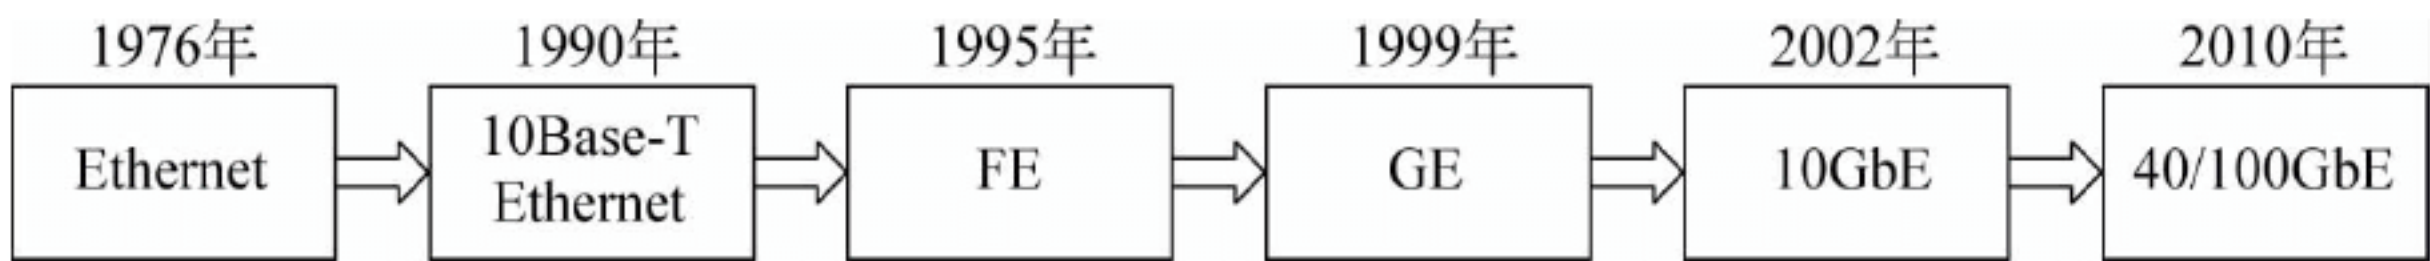 1976年
1990年
1995年
1999年
2002年
2010年
Ethernet
10Base-T
Ethernet
FE
GE
10GbE
40/100GbE